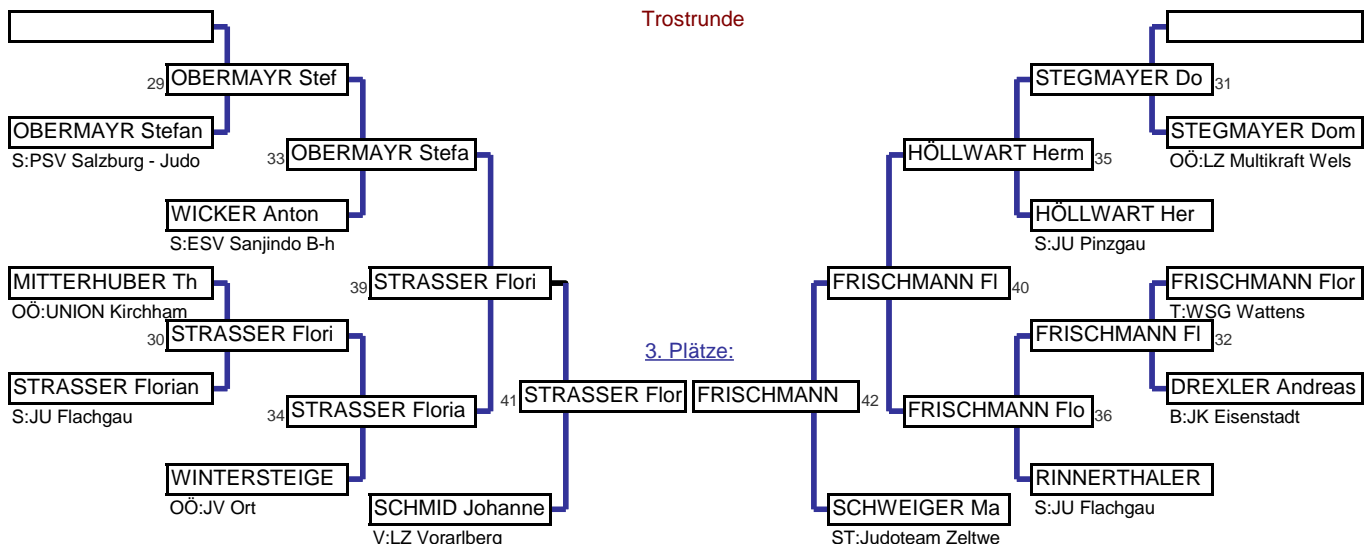 Trostrunde
29 OBERMAYR Stef
STEGMAYER Do 31
OBERMAYR Stefan
S:PSV Salzburg - Judo
STEGMAYER Dom
OÖ:LZ Multikraft Wels
33 OBERMAYR Stefa
HÖLLWART Herm 35
WICKER Anton
S:ESV Sanjindo B-h
HÖLLWART Her
S:JU Pinzgau
MITTERHUBER Th
OÖ:UNION Kirchham
39 STRASSER Flori
FRISCHMANN Fl 40
FRISCHMANN Flor
T:WSG Wattens
30 STRASSER Flori
FRISCHMANN Fl 32
3. Plätze:
STRASSER Florian
S:JU Flachgau
41 STRASSER Flor
FRISCHMANN 42
DREXLER Andreas
B:JK Eisenstadt
34 STRASSER Floria
FRISCHMANN Flo 36
WINTERSTEIGE
OÖ:JV Ort
RINNERTHALER
S:JU Flachgau
SCHMID Johanne
V:LZ Vorarlberg
SCHWEIGER Ma
ST:Judoteam Zeltwe